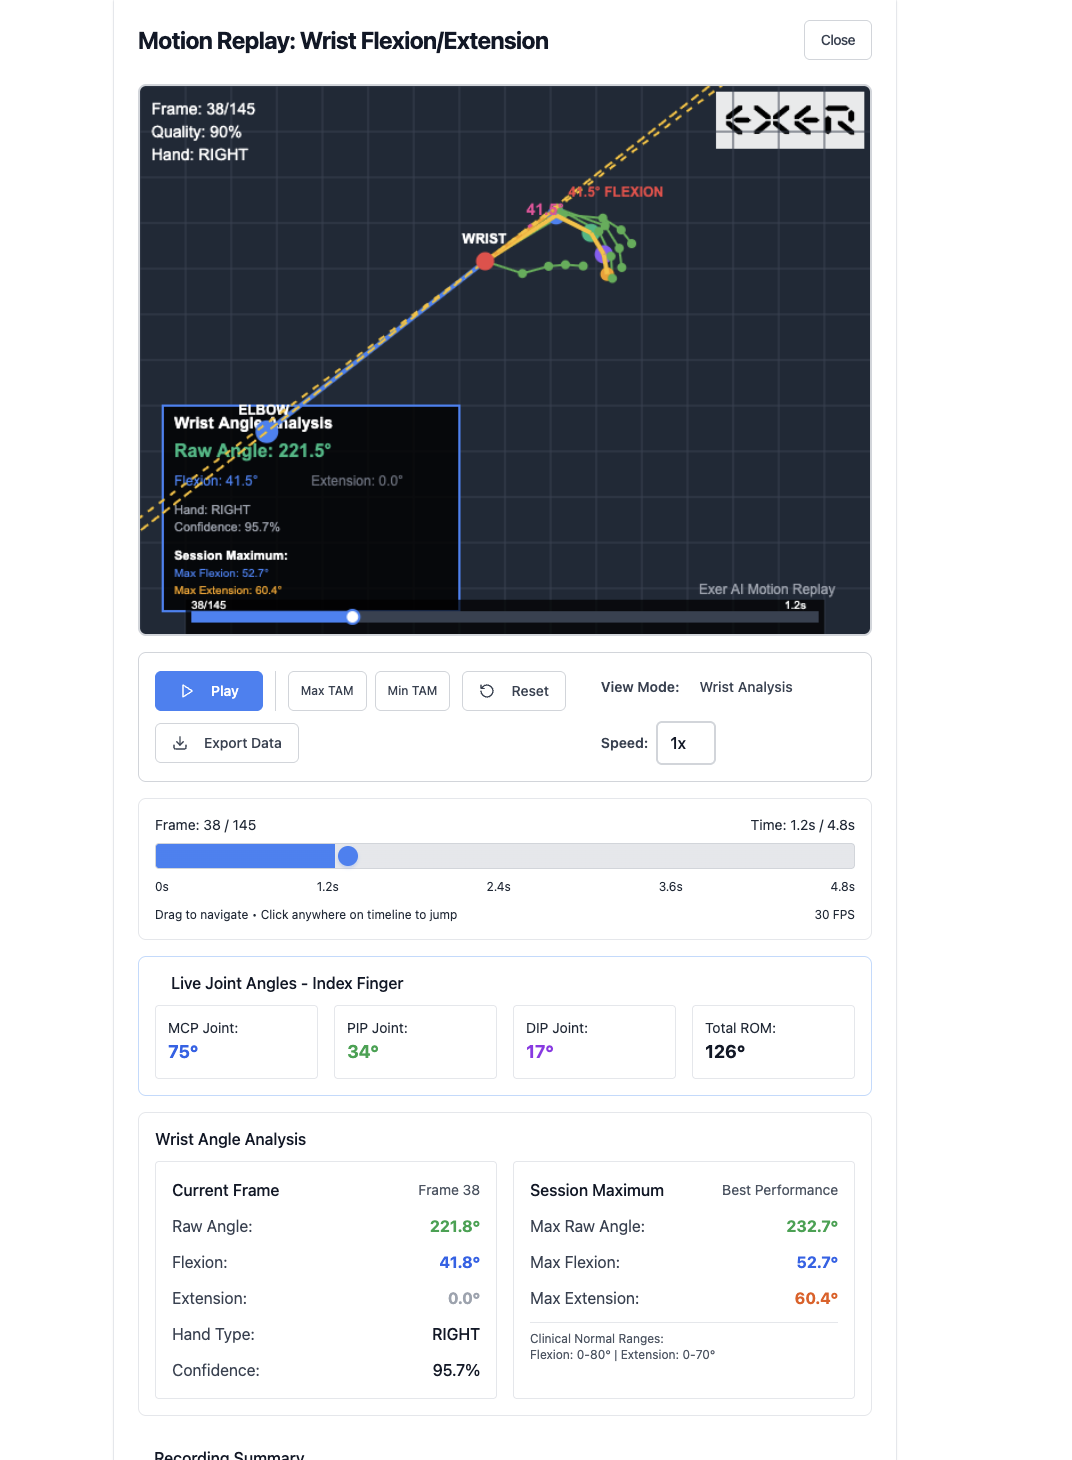 Motion Replay: Wrist Flexion/Extension
Close
Frame: 38/145
Quality: 90%
Hand: RIGHT
EXER
41.5° FLEXION
41.5°
WRIST
ELBOW
Wrist Angle Analysis
Raw Angle: 221.5°
Flexion: 41.5° Extension: 0.0°
Hand: RIGHT
Confidence: 95.7%
Session Maximum:
Max Flexion: 52.7°
Max Extension: 60.4°
Exer AI Motion Replay
38/145 1.2s
Play
Max TAM
Min TAM
Reset
View Mode: Wrist Analysis
Export Data
Speed: 1x
Frame: 38 / 145 Time: 1.2s / 4.8s
0s 1.2s 2.4s 3.6s 4.8s
Drag to navigate • Click anywhere on timeline to jump 30 FPS
Live Joint Angles - Index Finger
MCP Joint:
75°
PIP Joint:
34°
DIP Joint:
17°
Total ROM:
126°
Wrist Angle Analysis
Current Frame Frame 38
Raw Angle: 221.8°
Flexion: 41.8°
Extension: 0.0°
Hand Type: RIGHT
Confidence: 95.7%
Session Maximum Best Performance
Max Raw Angle: 232.7°
Max Flexion: 52.7°
Max Extension: 60.4°
Clinical Normal Ranges:
Flexion: 0-80° | Extension: 0-70°
Recording Summary